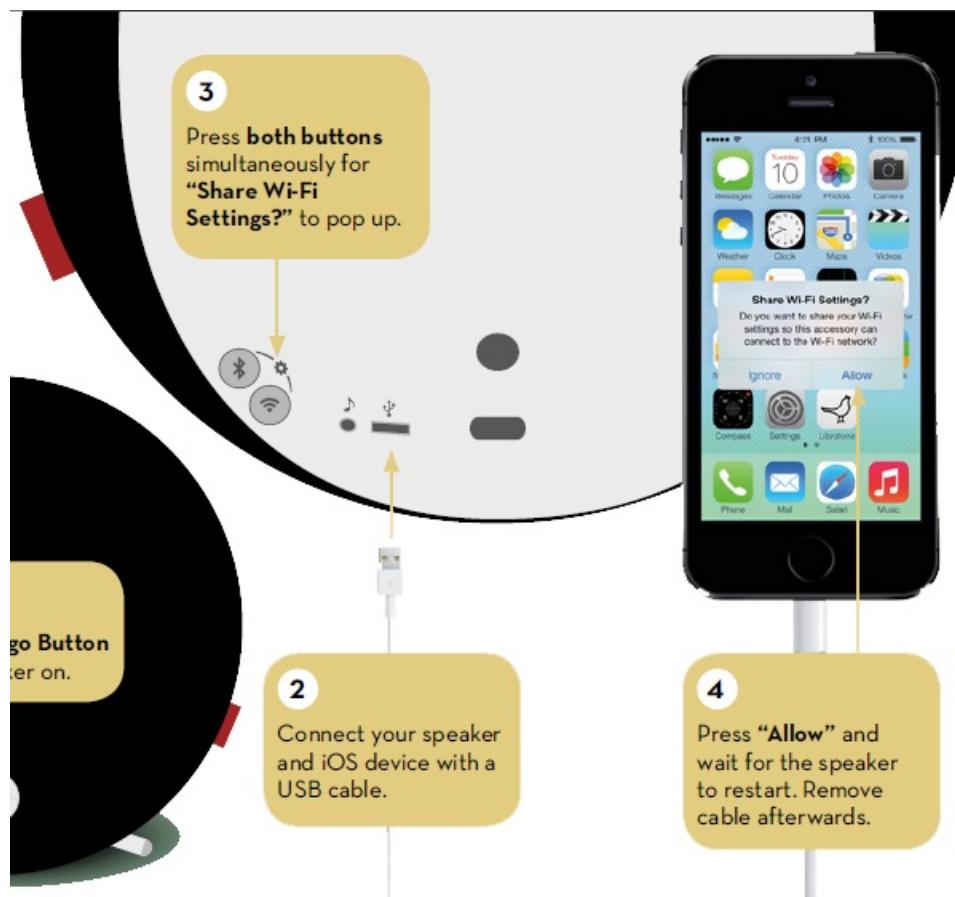 3
Press both buttons
simultaneously for
“Share Wi-Fi
Settings?” to pop up.
4:21 PM
100%
Tuesday
10
Messages Calendar Photos Camera
Weather Clock Maps Videos
Share Wi-Fi Settings?
Do you want to share your Wi-Fi
settings so this accessory can
connect to the Wi-Fi network?
Ignore Allow
Compass Settings Libratone
Phone Mail Safari Music
go Button
er on.
2
Connect your speaker
and iOS device with a
USB cable.
4
Press “Allow” and
wait for the speaker
to restart. Remove
cable afterwards.